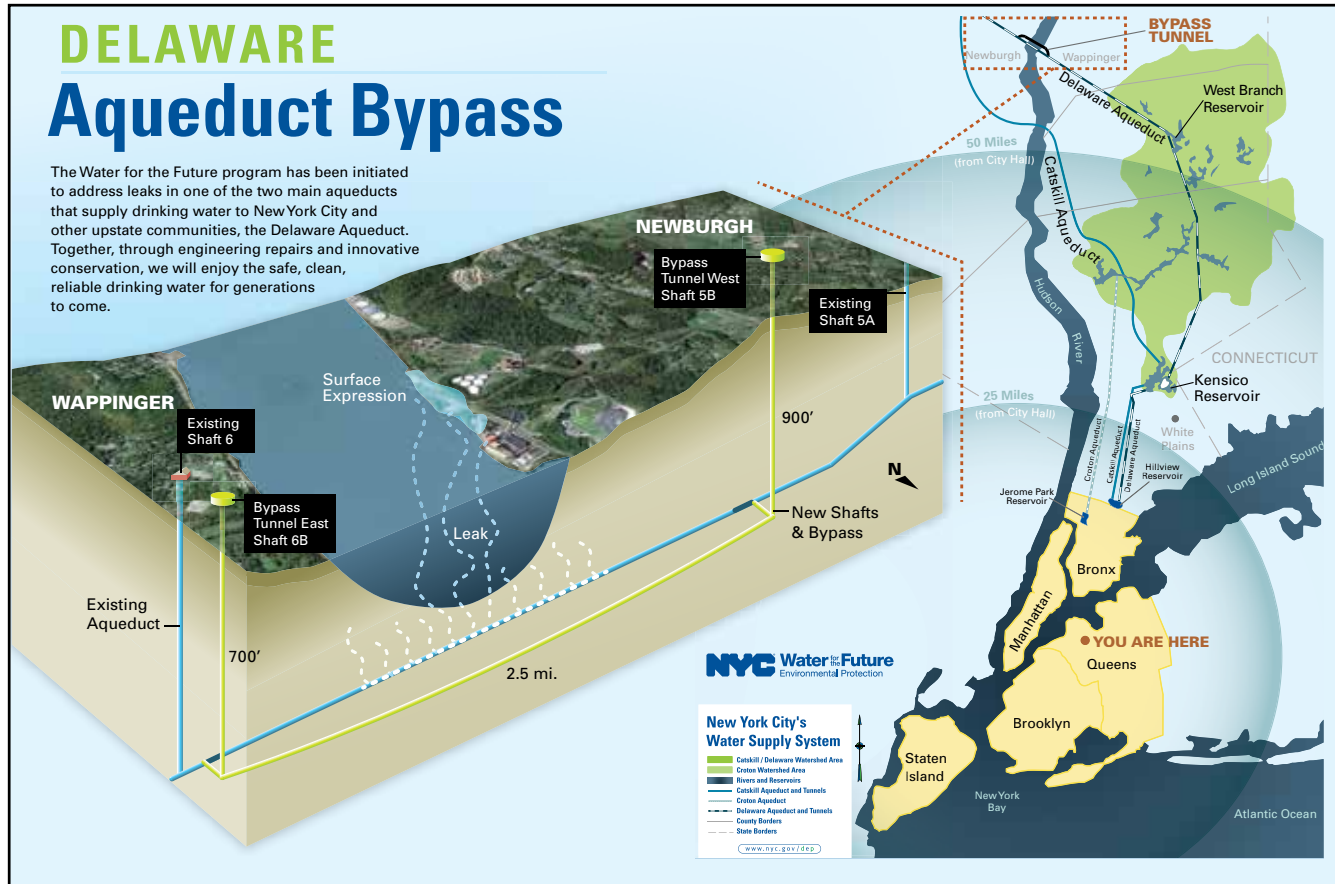 DELAWARE
Aqueduct Bypass
The Water for the Future program has been initiated
to address leaks in one of the two main aqueducts
that supply drinking water to New York City and
other upstate communities, the Delaware Aqueduct.
Together, through engineering repairs and innovative
conservation, we will enjoy the safe, clean,
reliable drinking water for generations
to come.
NEWBURGH
Bypass
Tunnel West
Shaft 5B
Existing
Shaft 5A
Surface
Expression
WAPPINGER
Existing
Shaft 6
Bypass
Tunnel East
Shaft 6B
Leak
900'
N
New Shafts
& Bypass
Existing
Aqueduct
700'
2.5 mi.
BYPASS
TUNNEL
Newburgh
Wappinger
Delaware Aqueduct
West Branch
Reservoir
50 Miles
(from City Hall)
Catskill Aqueduct
Hudson
River
CONNECTICUT
Kensico
Reservoir
25 Miles
(from City Hall)
White
Plains
Croton Aqueduct
Catskill Aqueduct
Delaware Aqueduct
Hillview
Reservoir
Jerome Park
Reservoir
Long Island Sound
Bronx
Manhattan
YOU ARE HERE
Queens
Brooklyn
Staten
Island
New York
Bay
Atlantic Ocean
NYC Water for the Future
Environmental Protection
New York City's
Water Supply System
Catskill / Delaware Watershed Area
Croton Watershed Area
Rivers and Reservoirs
Catskill Aqueduct and Tunnels
Croton Aqueduct
Delaware Aqueduct and Tunnels
County Borders
State Borders
www.nyc.gov/dep